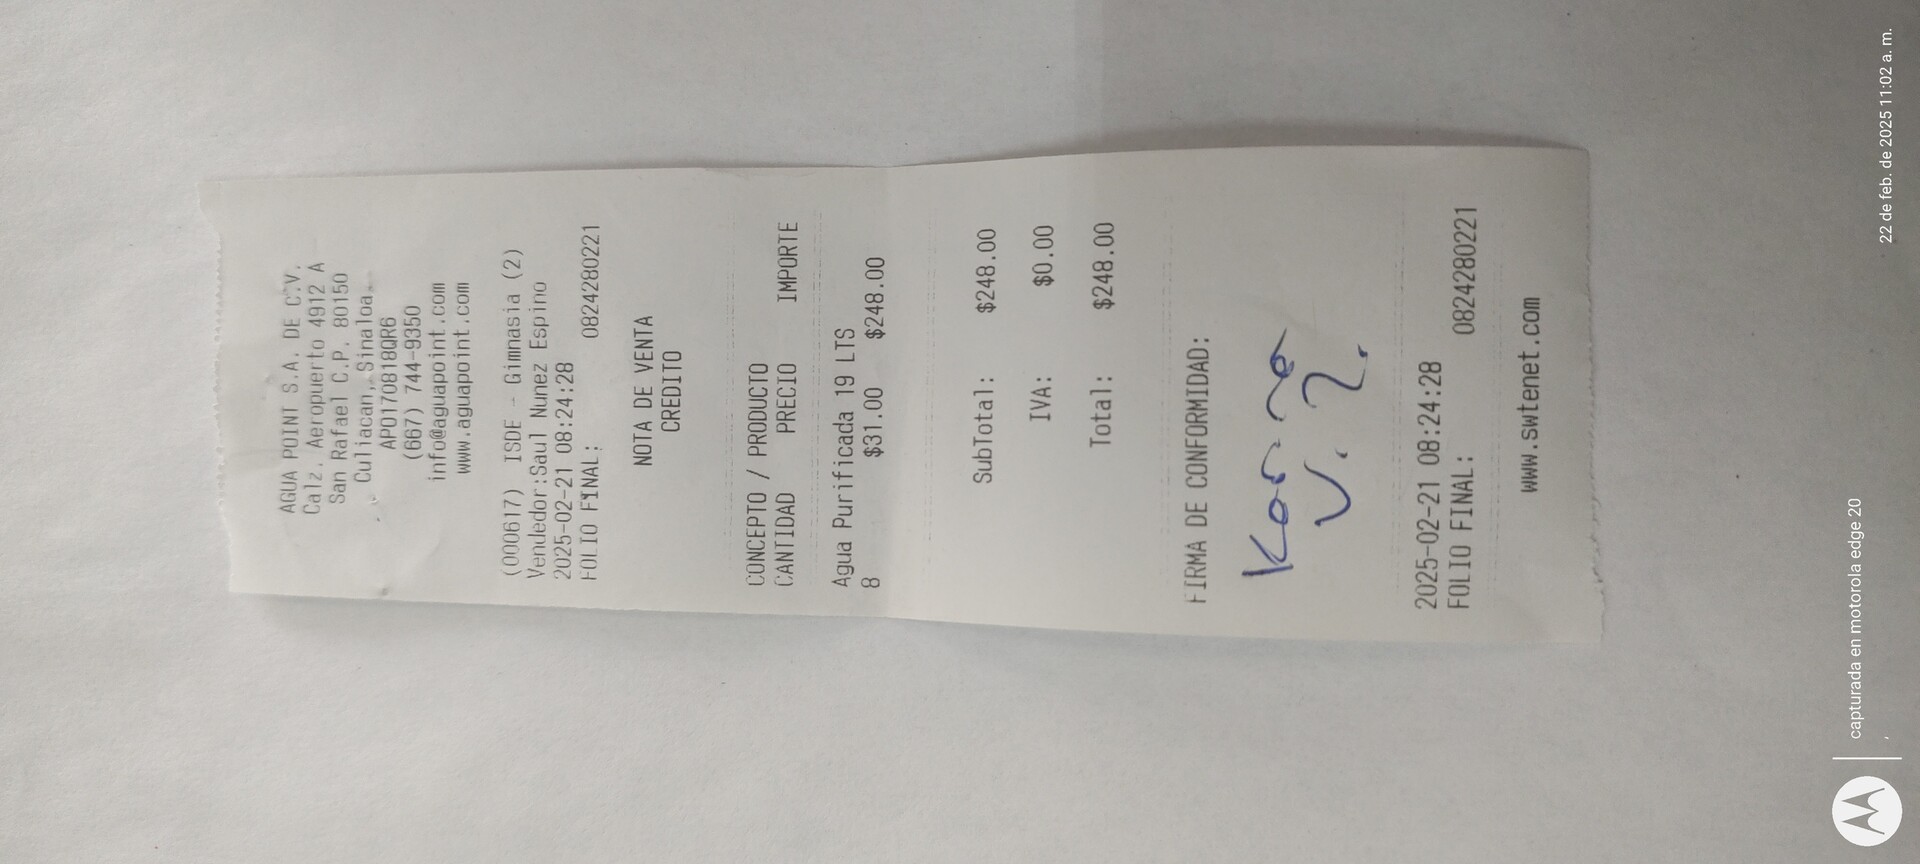 AGUA POINT S.A. DE C.V.
Calz. Aeropuerto 4912 A
San Rafael C.P. 80150
Culiacan, Sinaloa.
APO170818QR6
(667) 744-9350
info@aguapoint.com
www.aguapoint.com
(000617) ISDE - Gimnasia (2)
Vendedor:Saul Nunez Espino
2025-02-21 08:24:28
FOLIO FINAL: 0824280221
NOTA DE VENTA
CREDITO
CONCEPTO / PRODUCTO
CANTIDAD PRECIO IMPORTE
Agua Purificada 19 LTS
8 $31.00 $248.00
SubTotal: $248.00
IVA: $0.00
Total: $248.00
FIRMA DE CONFORMIDAD:
V. Z.
2025-02-21 08:24:28
FOLIO FINAL: 0824280221
www.swtenet.com
capturada en motorola edge 20
22 de feb. de 2025 11:02 a. m.